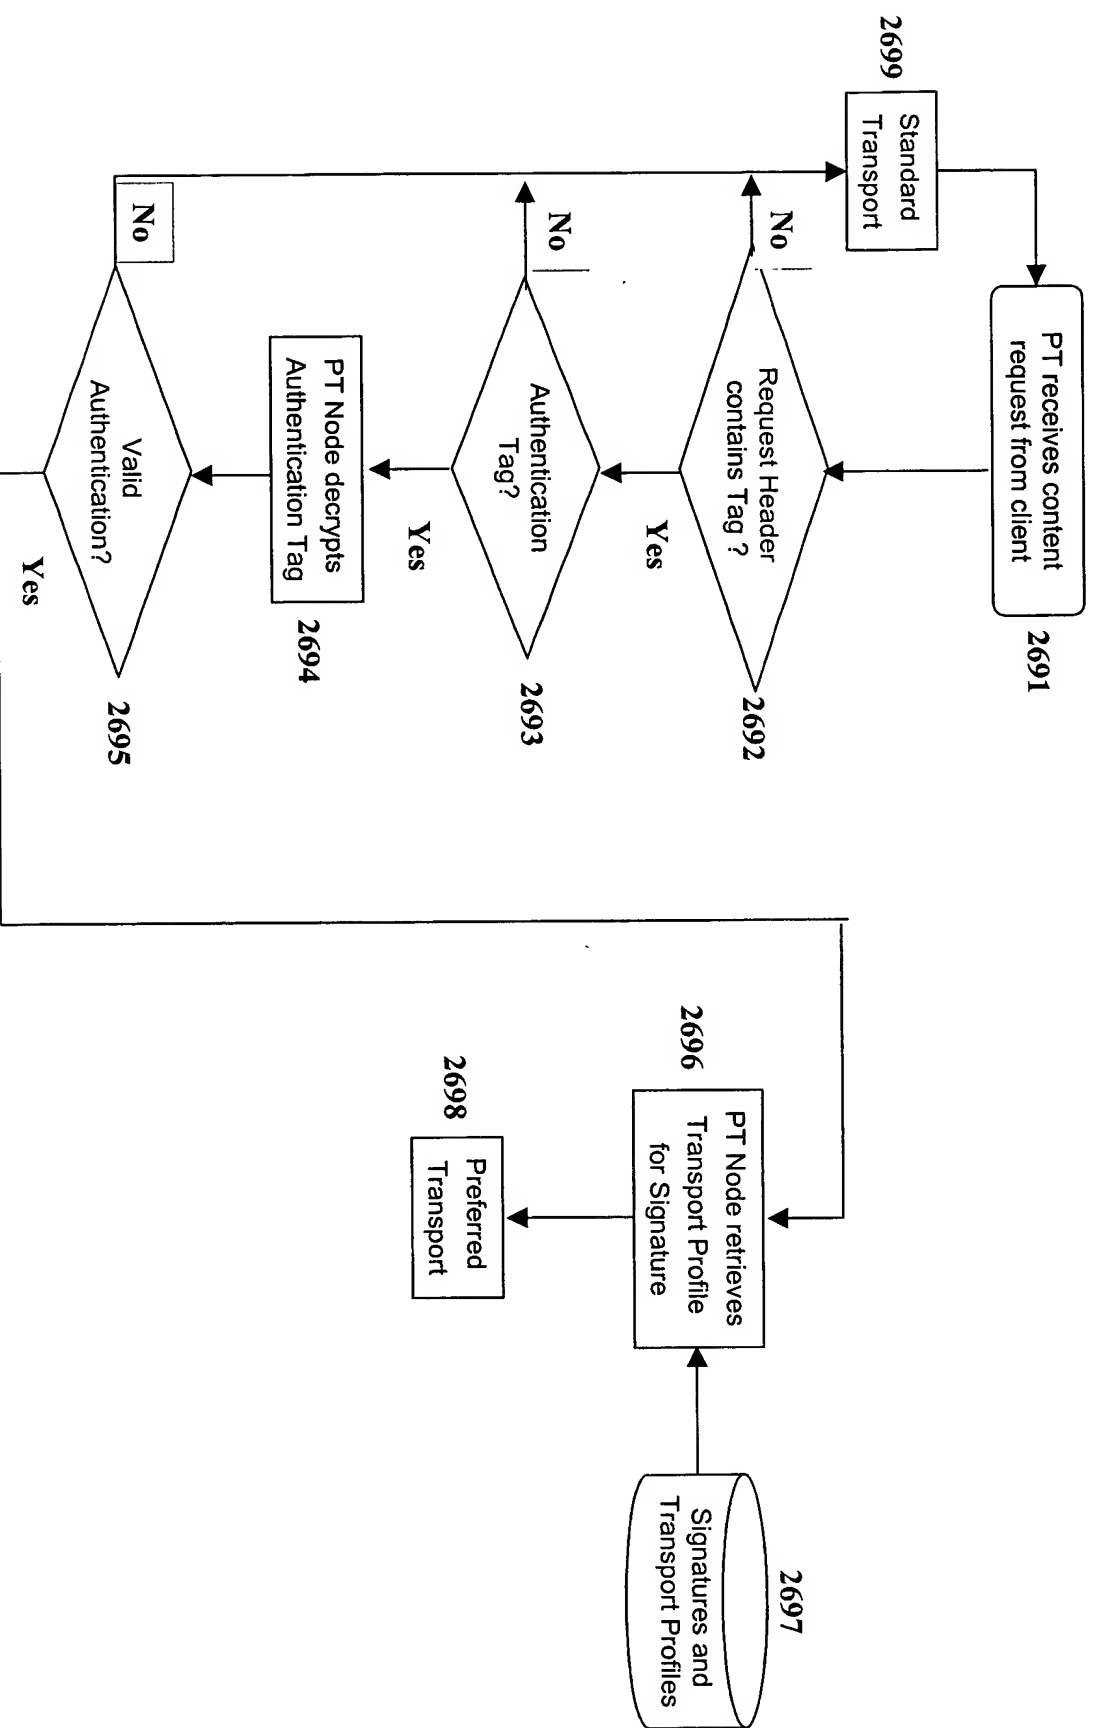 2699
Standard
Transport
PT receives content
request from client
2691
No
Request Header
contains Tag ?
2692
Yes
No
Authentication
Tag?
2693
Yes
PT Node decrypts
Authentication Tag
2694
No
Valid
Authentication?
2695
Yes
2696
PT Node retrieves
Transport Profile
for Signature
2697
Signatures and
Transport Profiles
2698
Preferred
Transport